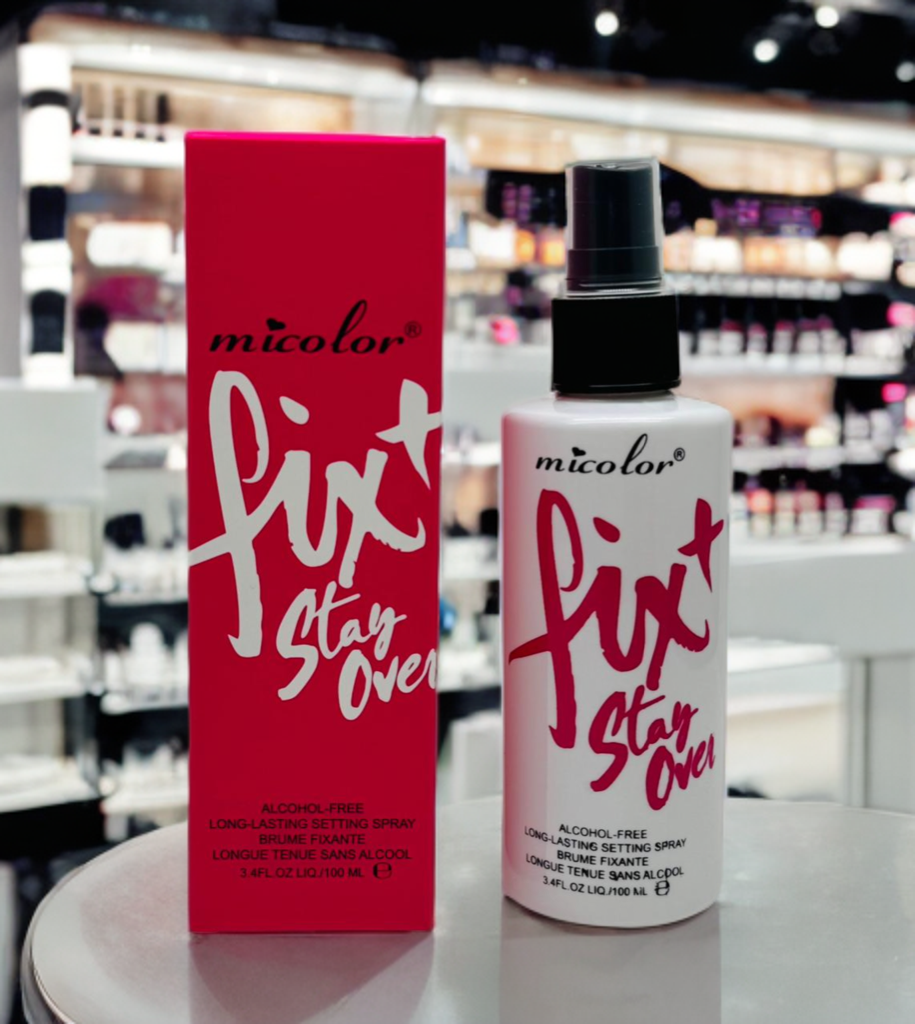 micolor®
fix+
Stay
Over
ALCOHOL-FREE
LONG-LASTING SETTING SPRAY
BRUME FIXANTE
LONGUE TENUE SANS ALCOOL
3.4FL.OZ LIQ./100 ML ℮
micolor®
fix+
Stay
Over
ALCOHOL-FREE
LONG-LASTING SETTING SPRAY
BRUME FIXANTE
LONGUE TENUE SANS ALCOOL
3.4FL.OZ LIQ./100 ML ℮